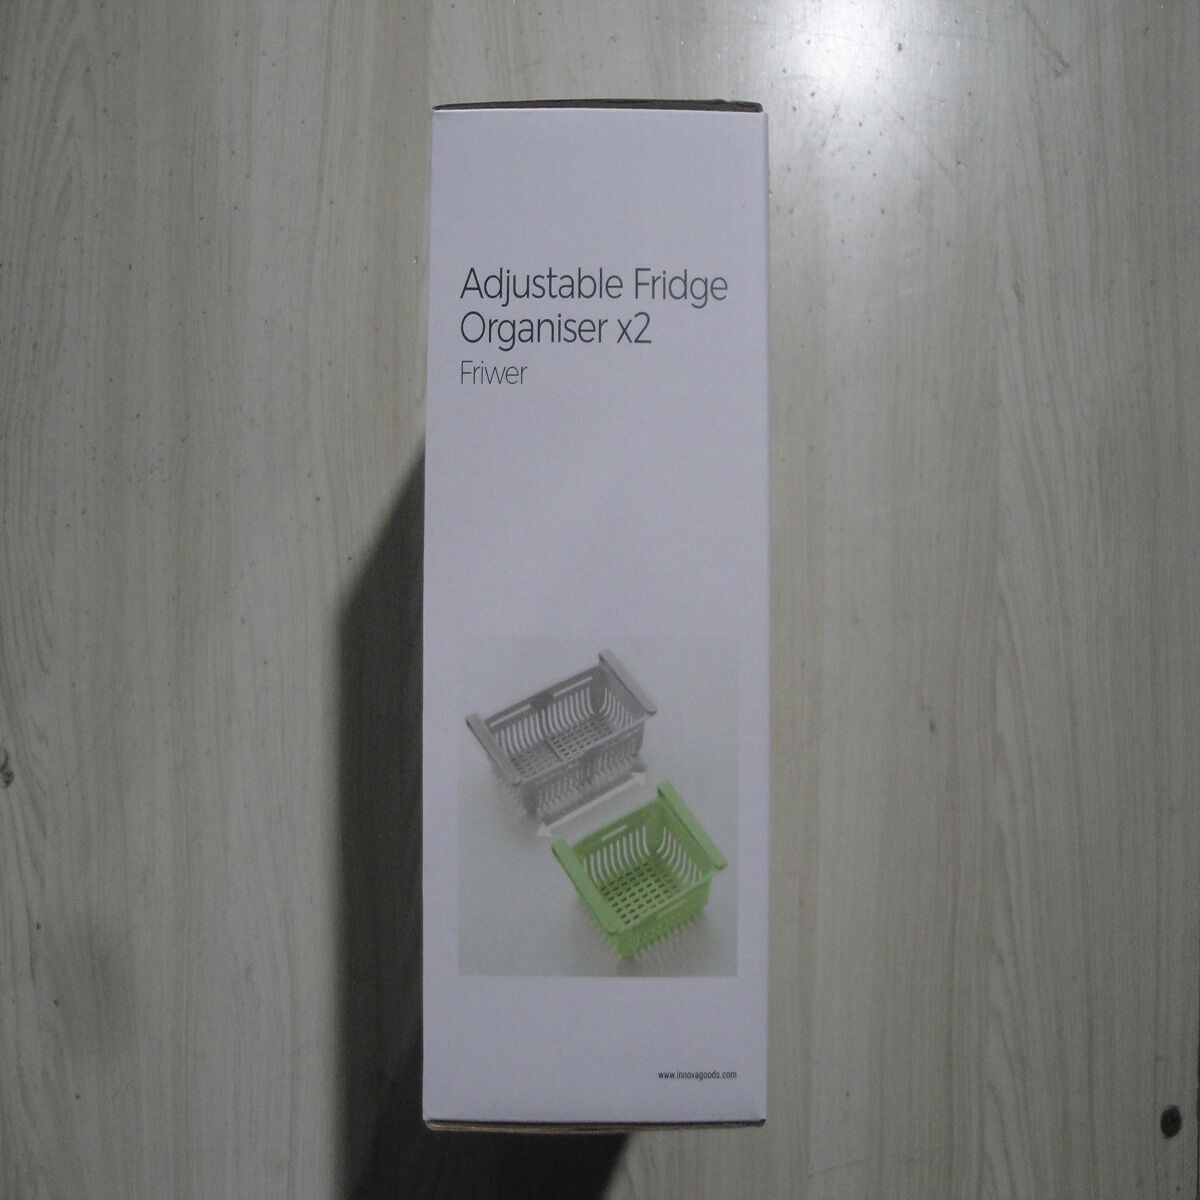 Adjustable Fridge
Organiser x2
Friwer
www.innovagoods.com